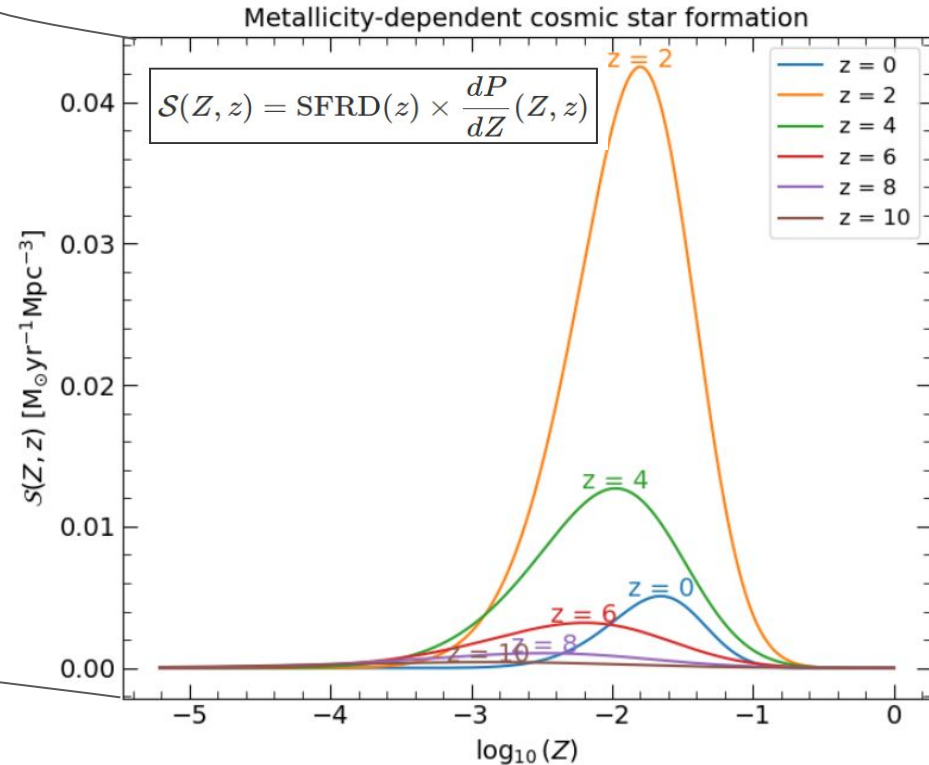 Metallicity-dependent cosmic star formation
𝒮(Z, z) = SFRD(z) × dP/dZ (Z, z)
z = 2
z = 0
z = 2
z = 4
z = 6
z = 8
z = 10
0.04
0.03
0.02
0.01
0.00
𝒮(Z, z) [M⊙yr⁻¹Mpc⁻³]
z = 4
z = 0
z = 6
z = 8
z = 10
−5 −4 −3 −2 −1 0
log₁₀ (Z)